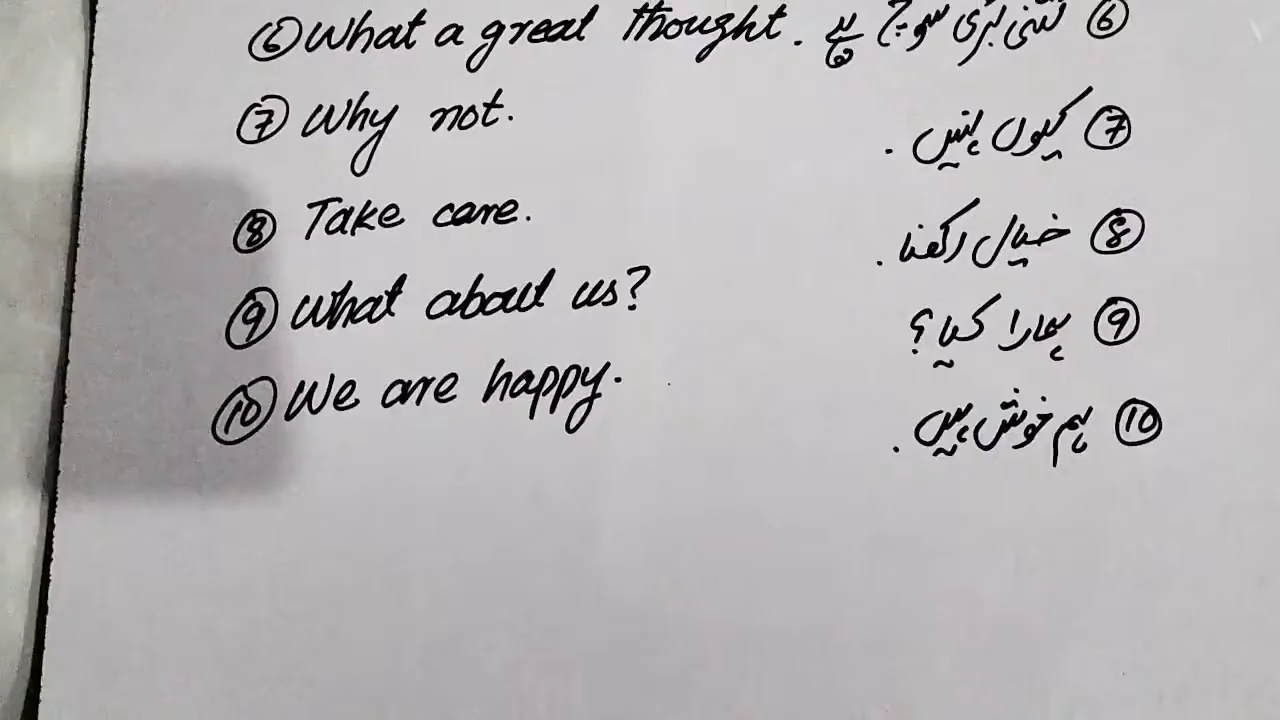 ⑥ What a great thought. کتنی بڑی سوچ ہے ⑥
⑦ Why not. کیوں نہیں. ⑦
⑧ Take care. خیال رکھنا. ⑧
⑨ What about us? ہمارا کیا؟ ⑨
⑩ We are happy. ہم خوش ہیں. ⑩